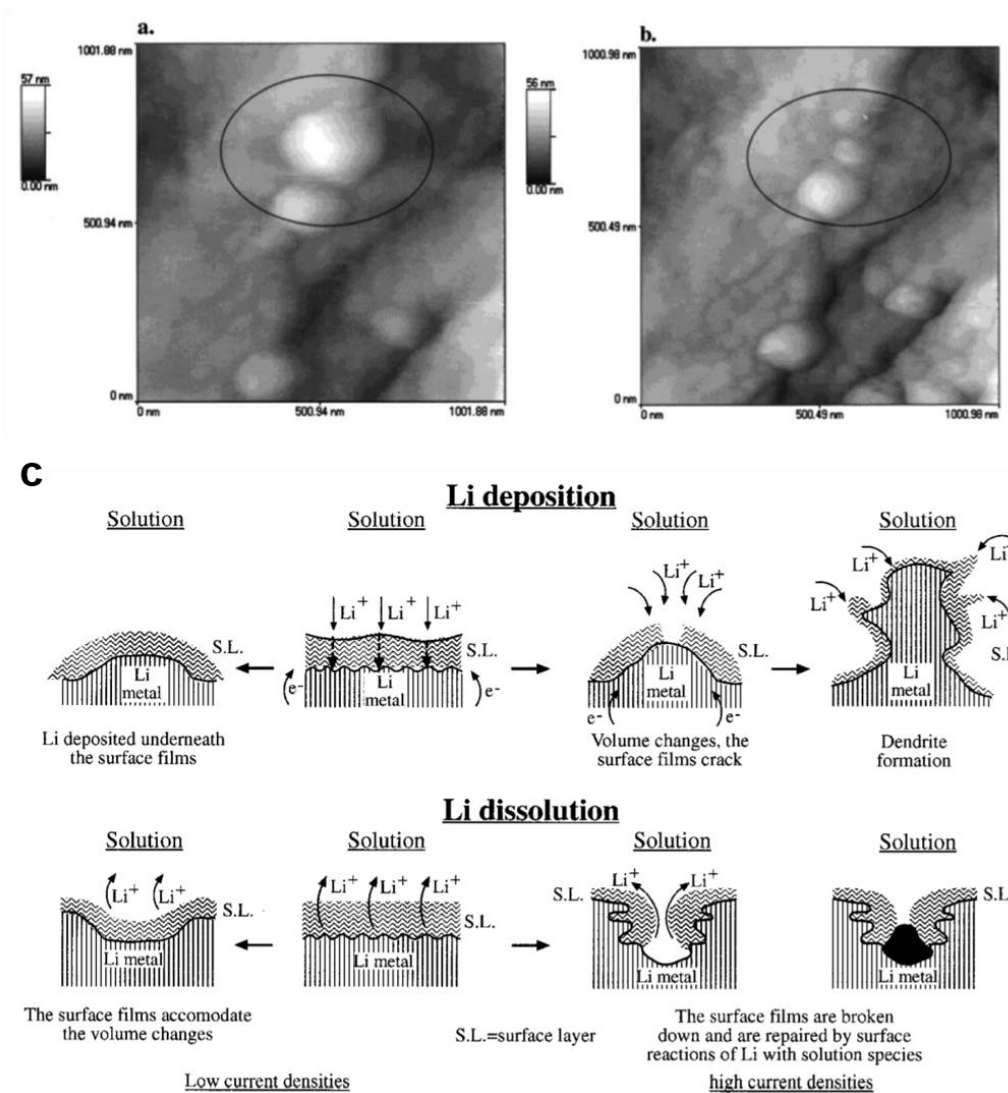 a.
1001.88 nm
57 nm
0.00 nm
500.94 nm
0 nm
0 nm
500.94 nm
1001.88 nm
b.
1000.98 nm
56 nm
0.00 nm
500.49 nm
0 nm
0 nm
500.49 nm
1000.98 nm
C
Li deposition
Solution
Solution
Solution
Solution
S.L.
Li
metal
Li+
Li+
Li+
S.L.
Li
metal
e-
e-
Li+
Li+
S.L.
Li
metal
e-
e-
Li+
Li
Li+
Li
S.
Li
metal
Li deposited underneath
the surface films
Volume changes, the
surface films crack
Dendrite
formation
Li dissolution
Solution
Solution
Solution
Solution
Li+
Li+
S.L.
Li metal
Li+
Li+
Li+
S.L.
Li metal
S.L.
Li+
Li+
Li metal
S.L
Li metal
The surface films accomodate
the volume changes
S.L.=surface layer
The surface films are broken
down and are repaired by surface
reactions of Li with solution species
Low current densities
high current densities